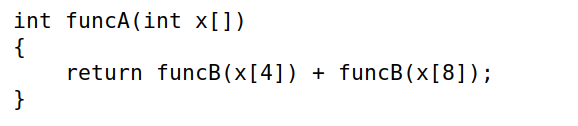 int funcA(int x[])
{
    return funcB(x[4]) + funcB(x[8]);
}